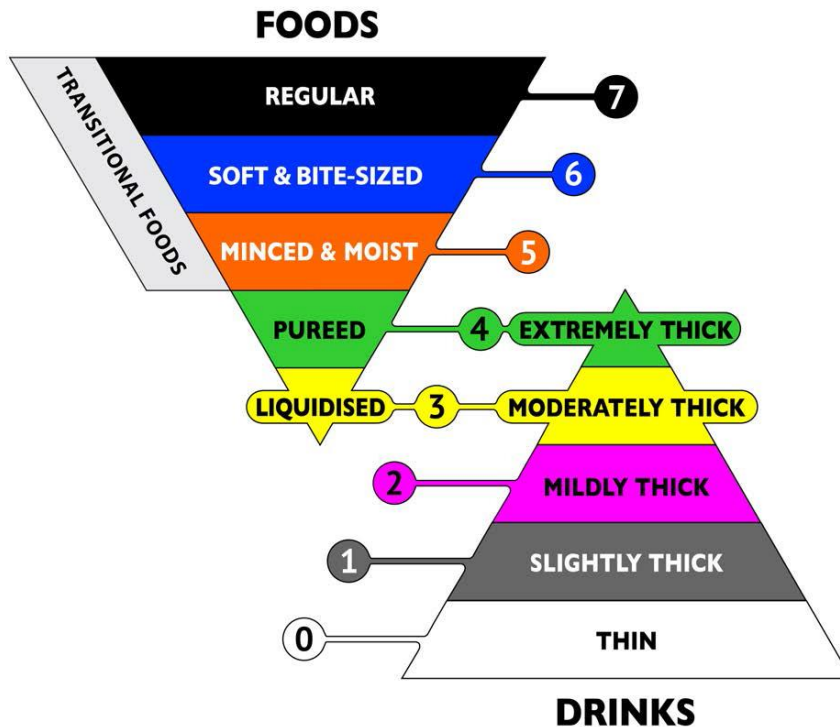 FOODS
TRANSITIONAL FOODS
REGULAR
7
SOFT & BITE-SIZED
6
MINCED & MOIST
5
PUREED
4
EXTREMELY THICK
LIQUIDISED
3
MODERATELY THICK
2
MILDLY THICK
1
SLIGHTLY THICK
0
THIN
DRINKS